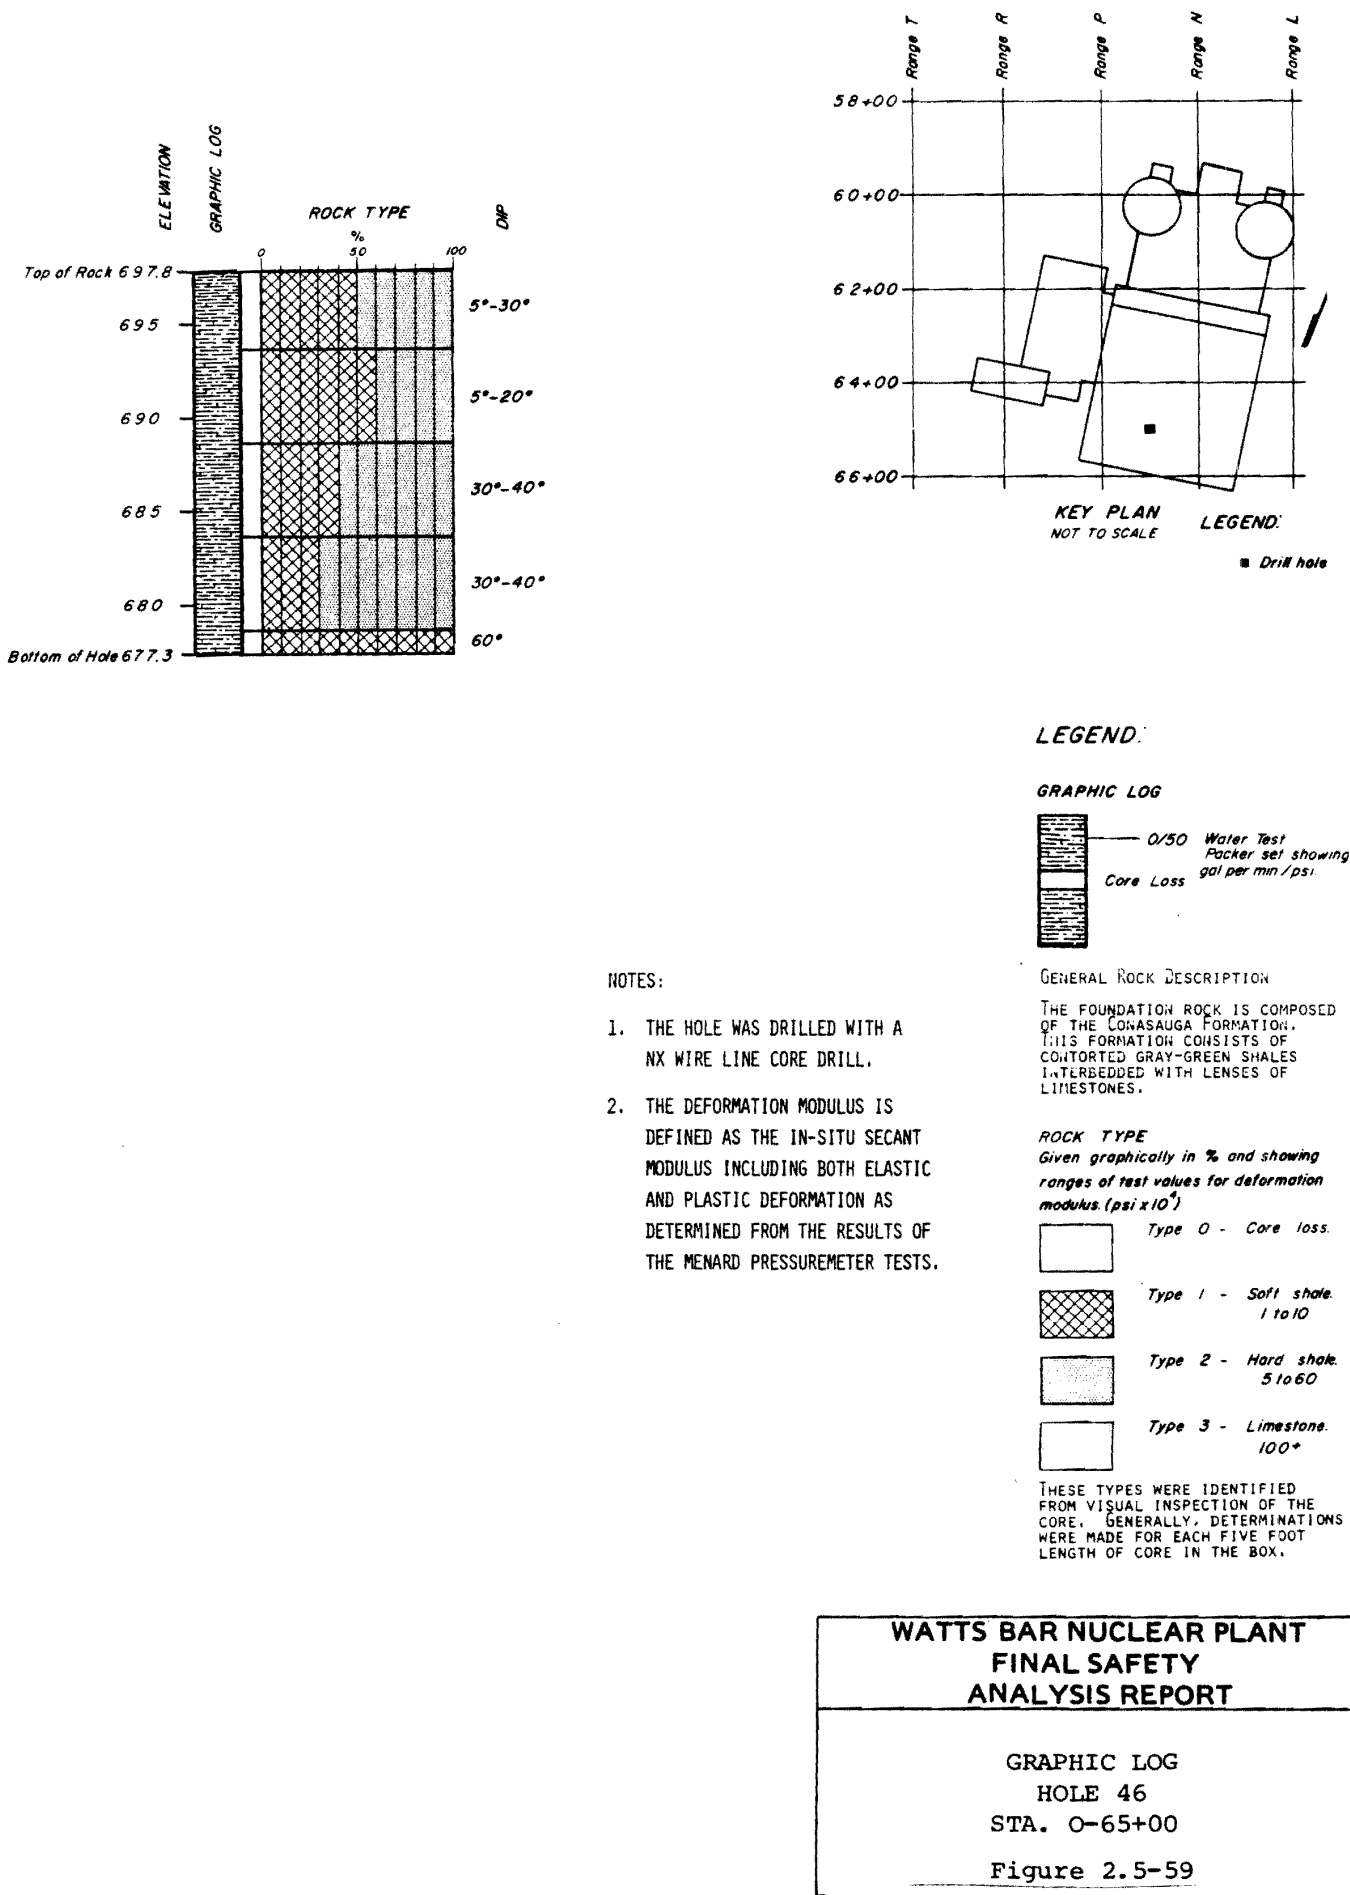 ELEVATION
GRAPHIC LOG
ROCK TYPE
%
0 50 100
DIP
Top of Rock 697.8
695
690
685
680
Bottom of Hole 677.3
5°-30°
5°-20°
30°-40°
30°-40°
60°
Range T
Range R
Range P
Range N
Range L
58+00
60+00
62+00
64+00
66+00
KEY PLAN
NOT TO SCALE
LEGEND:
Drill hole
LEGEND:
GRAPHIC LOG
0/50 Water Test
Packer set showing
gal per min/psi.
Core Loss
GENERAL ROCK DESCRIPTION
THE FOUNDATION ROCK IS COMPOSED
OF THE CONASAUGA FORMATION.
THIS FORMATION CONSISTS OF
CONTORTED GRAY-GREEN SHALES
INTERBEDDED WITH LENSES OF
LIMESTONES.
NOTES:
1. THE HOLE WAS DRILLED WITH A
NX WIRE LINE CORE DRILL.
2. THE DEFORMATION MODULUS IS
DEFINED AS THE IN-SITU SECANT
MODULUS INCLUDING BOTH ELASTIC
AND PLASTIC DEFORMATION AS
DETERMINED FROM THE RESULTS OF
THE MENARD PRESSUREMETER TESTS.
ROCK TYPE
Given graphically in % and showing
ranges of test values for deformation
modulus. (psi x 10⁴)
Type 0 - Core loss.
Type 1 - Soft shale.
1 to 10
Type 2 - Hard shale.
5 to 60
Type 3 - Limestone.
100+
THESE TYPES WERE IDENTIFIED
FROM VISUAL INSPECTION OF THE
CORE. GENERALLY, DETERMINATIONS
WERE MADE FOR EACH FIVE FOOT
LENGTH OF CORE IN THE BOX.
WATTS BAR NUCLEAR PLANT
FINAL SAFETY
ANALYSIS REPORT
GRAPHIC LOG
HOLE 46
STA. O-65+00
Figure 2.5-59